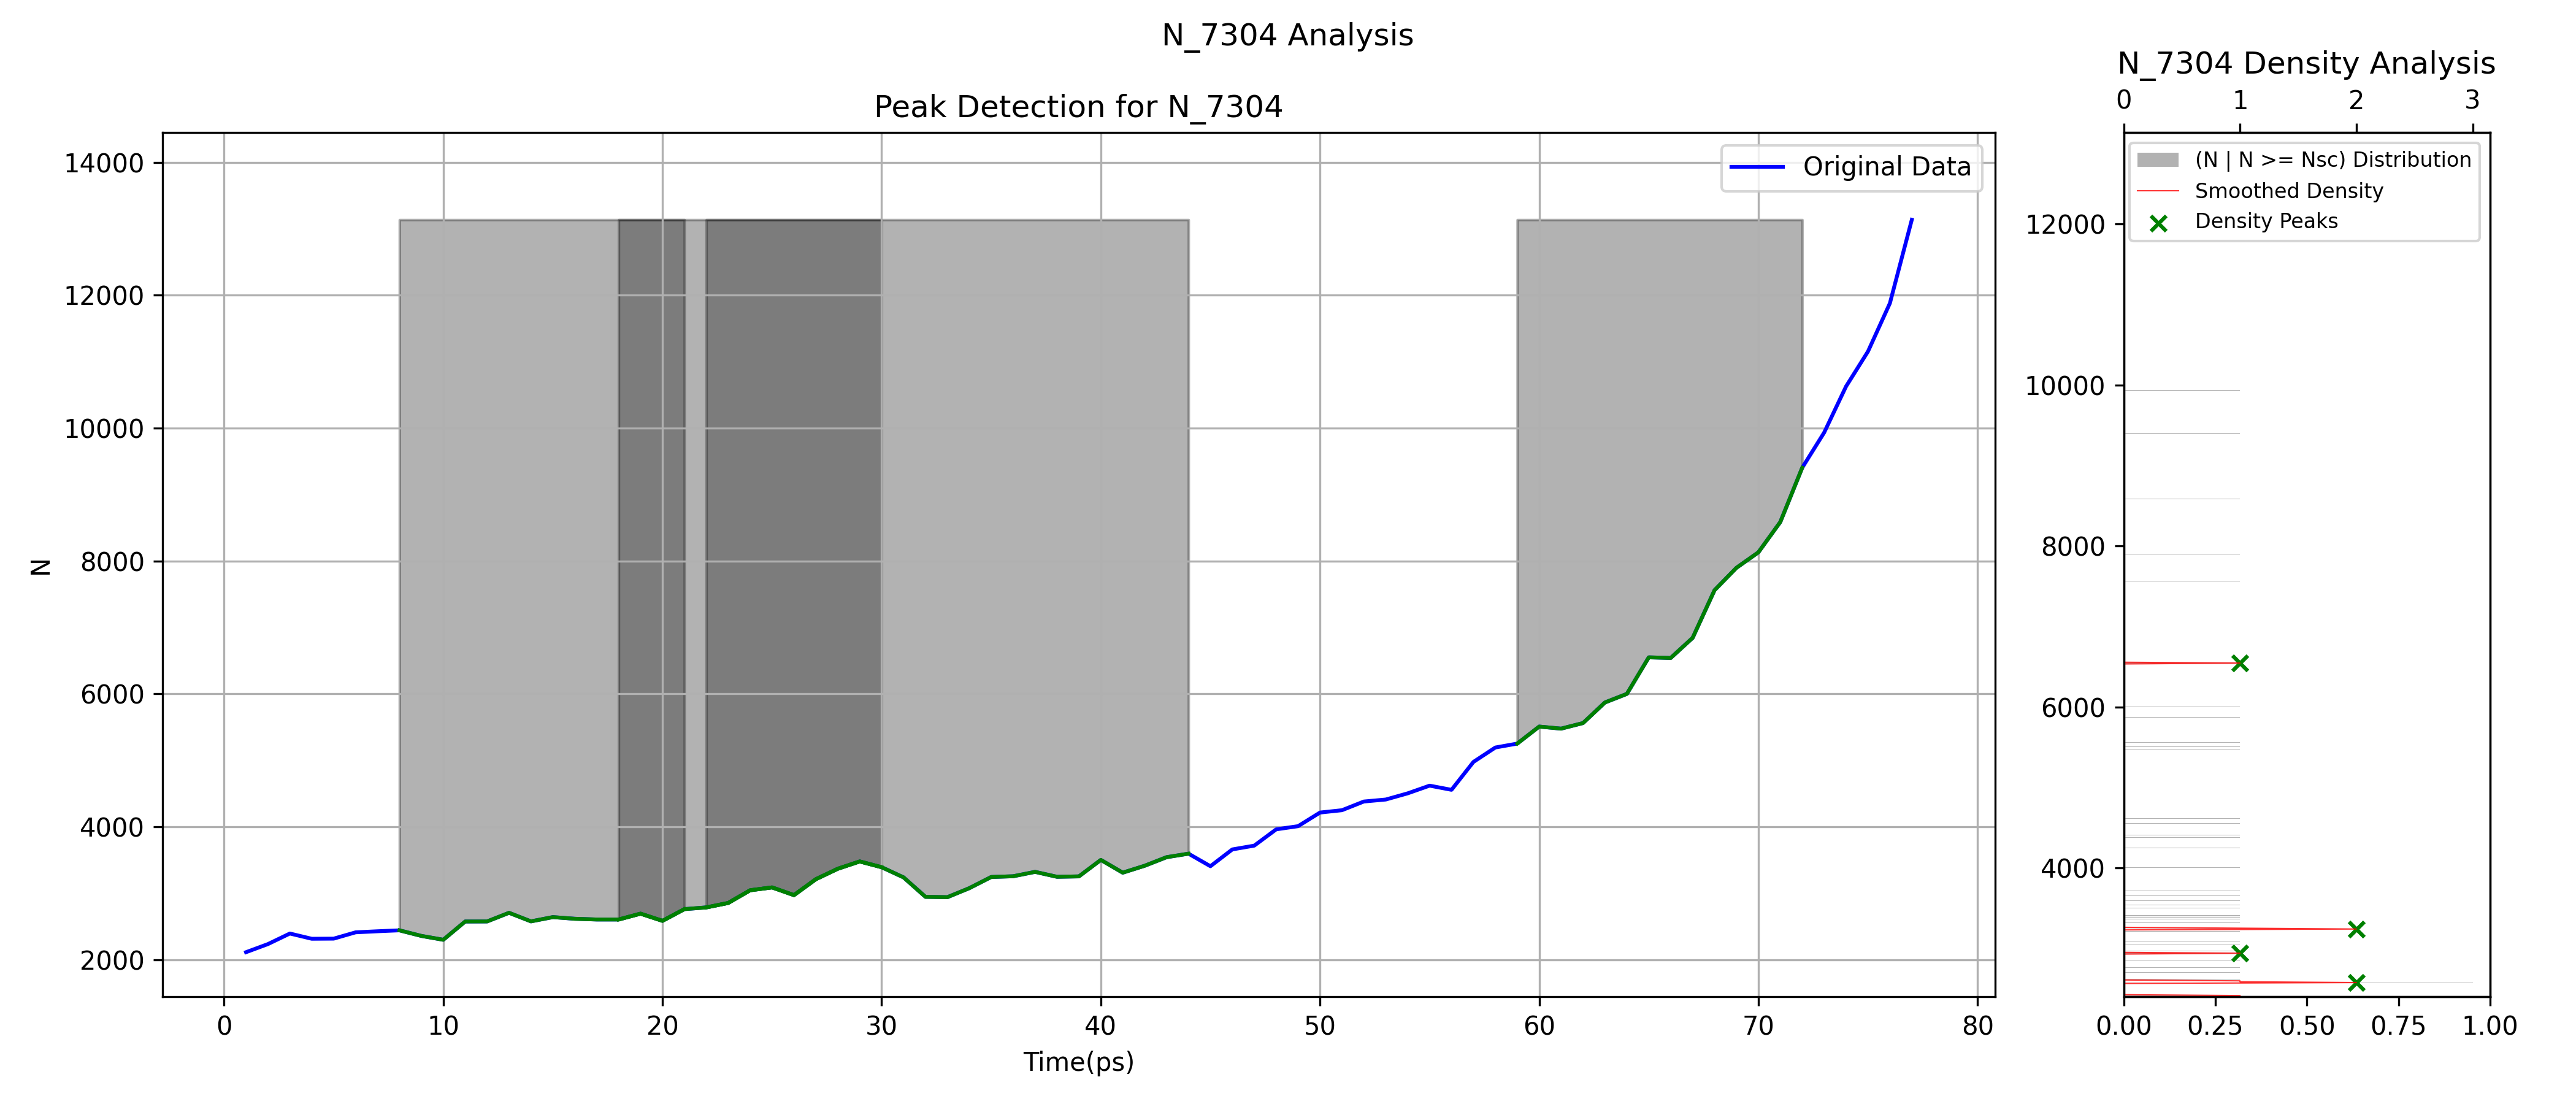 N_7304 Analysis
Peak Detection for N_7304
14000
12000
10000
8000
6000
4000
2000
N
0 10 20 30 40 50 60 70 80
Time(ps)
Original Data
N_7304 Density Analysis
0 1 2 3
(N | N >= Nsc) Distribution
Smoothed Density
Density Peaks
12000
10000
8000
6000
4000
0.00 0.25 0.50 0.75 1.00